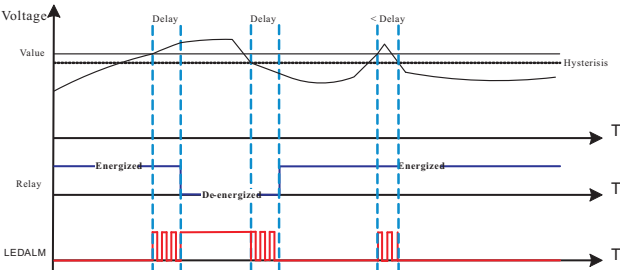 Voltage
Delay
Delay
< Delay
Value
Hysterisis
T
Energized
Energized
Relay
De-energized
T
LEDALM
T